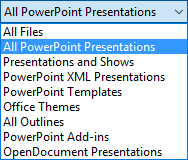 All PowerPoint Presentations
All Files
All PowerPoint Presentations
Presentations and Shows
PowerPoint XML Presentations
PowerPoint Templates
Office Themes
All Outlines
PowerPoint Add-ins
OpenDocument Presentations